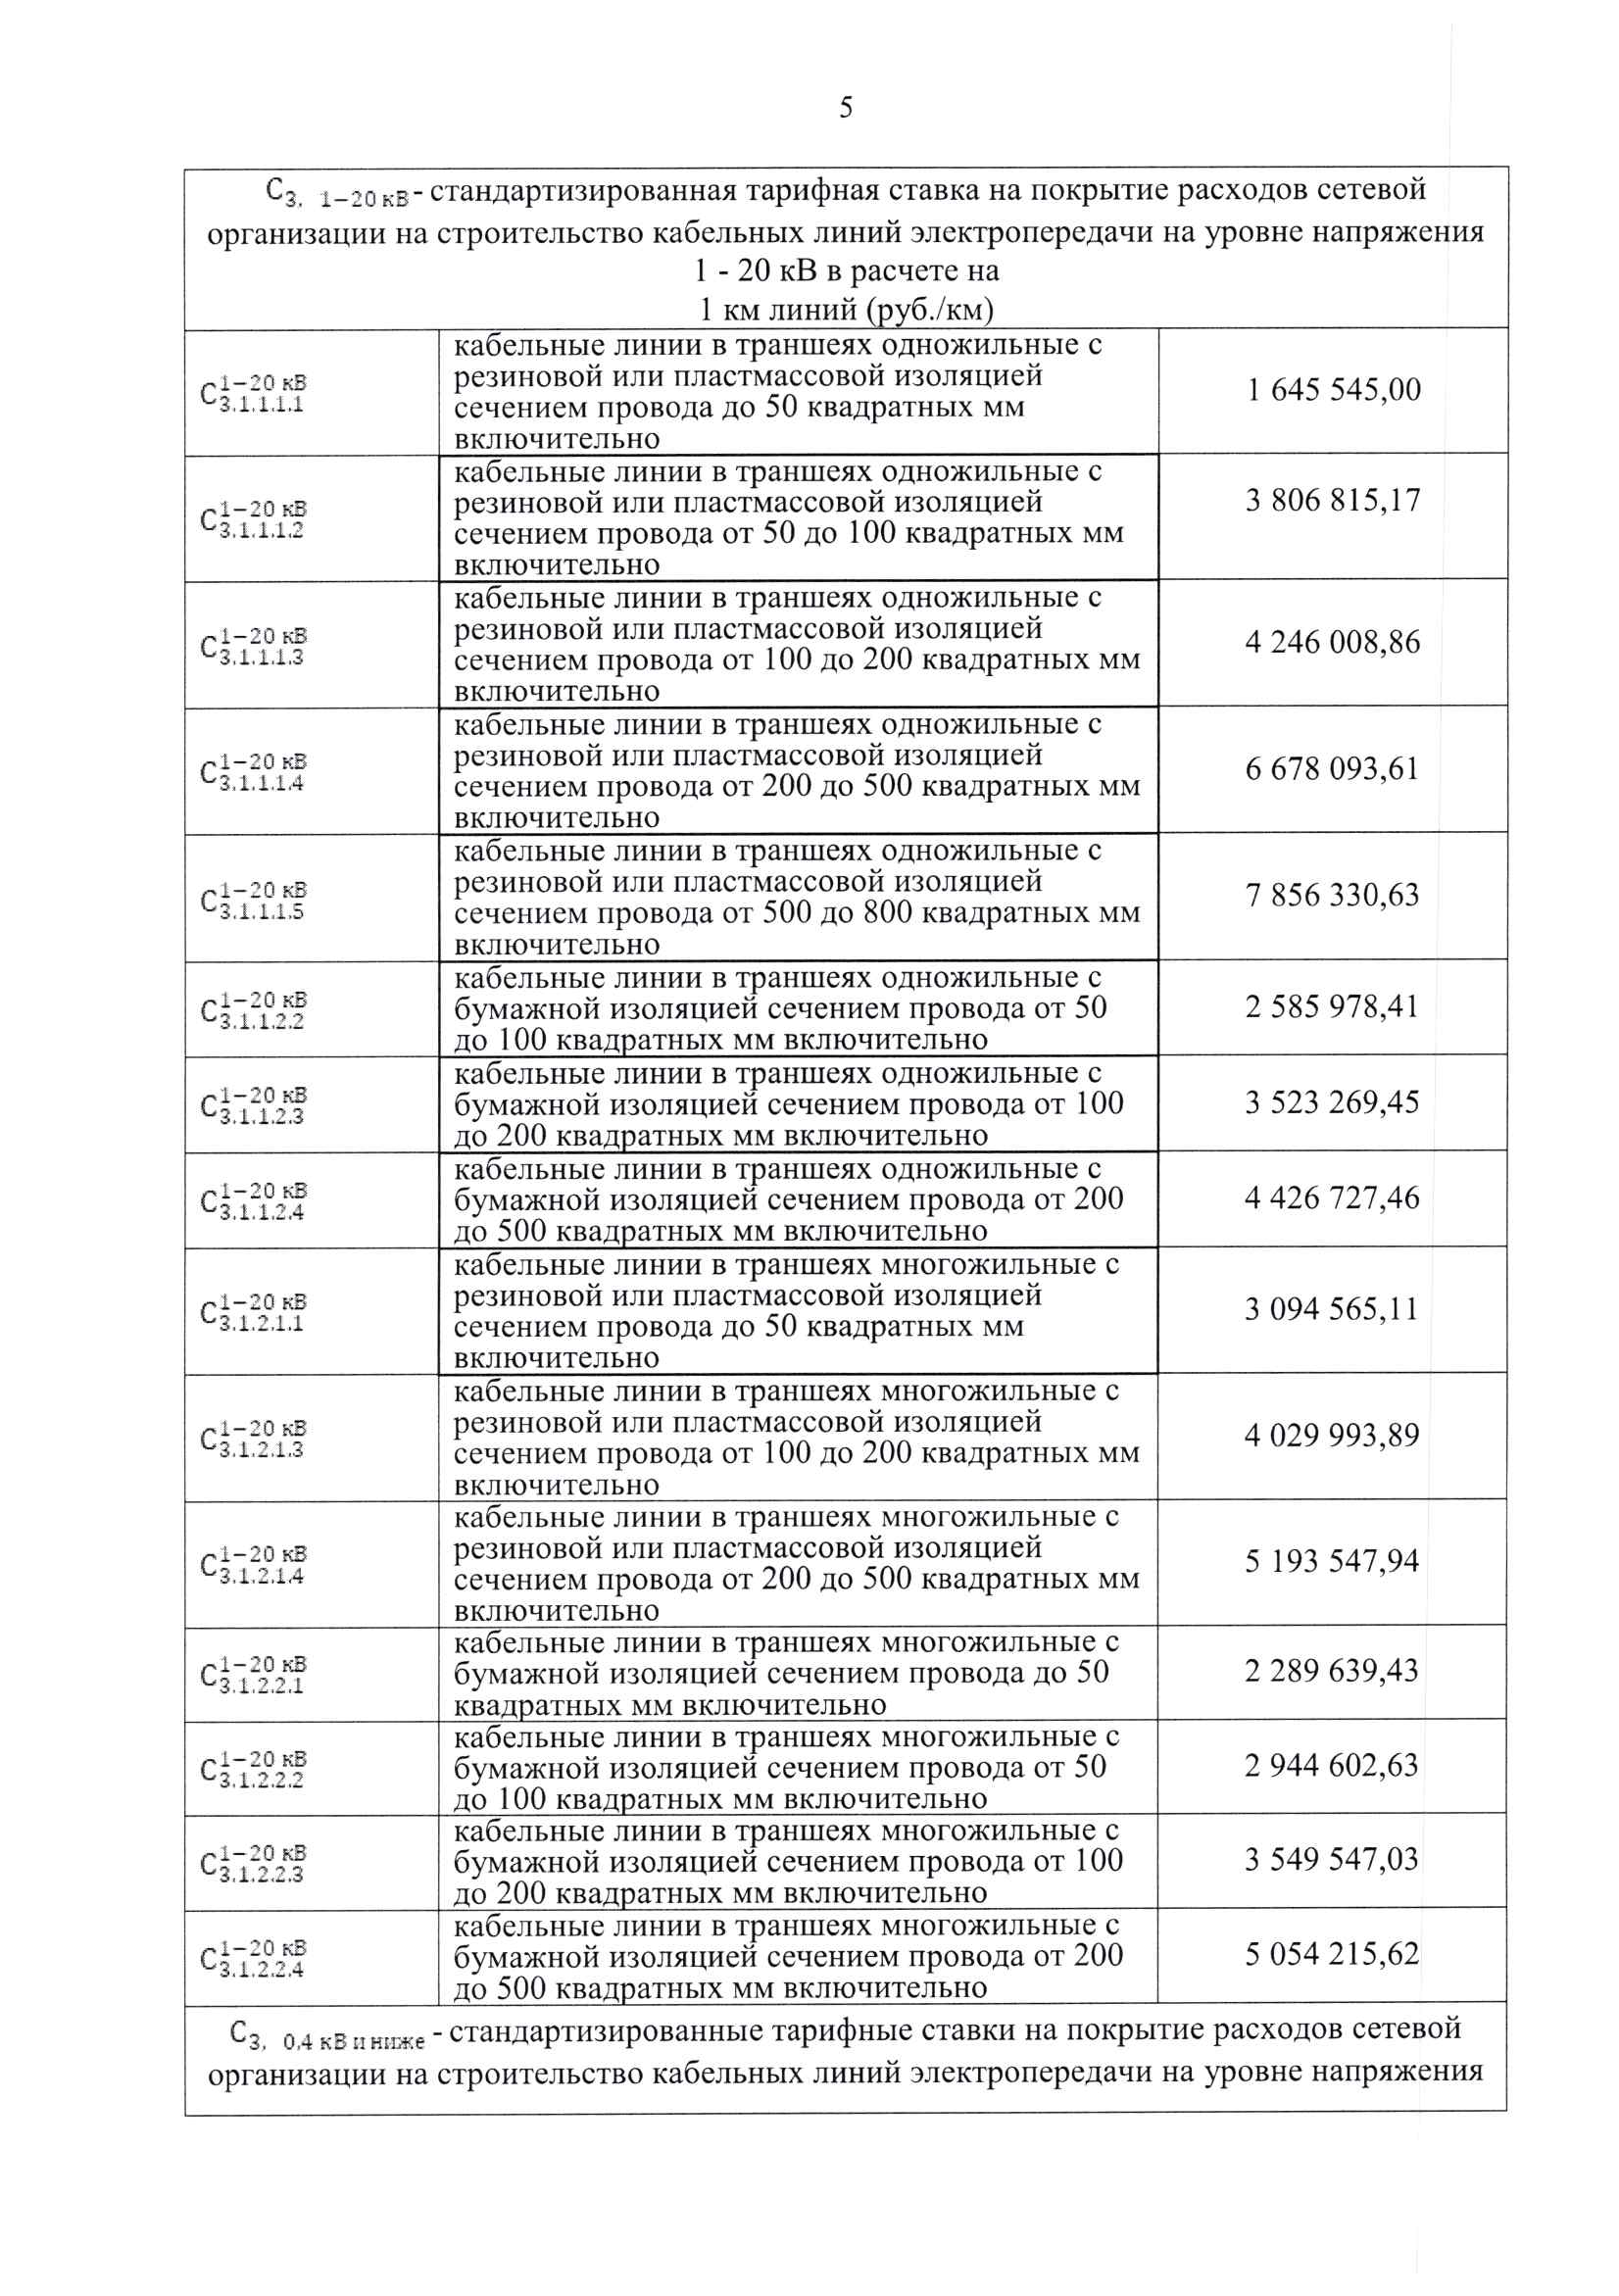 5
С3, 1–20 кВ - стандартизированная тарифная ставка на покрытие расходов сетевой
организации на строительство кабельных линий электропередачи на уровне напряжения
1 - 20 кВ в расчете на
1 км линий (руб./км)
С 1–20 кВ 3.1.1.1.1
кабельные линии в траншеях одножильные с
резиновой или пластмассовой изоляцией
сечением провода до 50 квадратных мм
включительно
1 645 545,00
С 1–20 кВ 3.1.1.1.2
кабельные линии в траншеях одножильные с
резиновой или пластмассовой изоляцией
сечением провода от 50 до 100 квадратных мм
включительно
3 806 815,17
С 1–20 кВ 3.1.1.1.3
кабельные линии в траншеях одножильные с
резиновой или пластмассовой изоляцией
сечением провода от 100 до 200 квадратных мм
включительно
4 246 008,86
С 1–20 кВ 3.1.1.1.4
кабельные линии в траншеях одножильные с
резиновой или пластмассовой изоляцией
сечением провода от 200 до 500 квадратных мм
включительно
6 678 093,61
С 1–20 кВ 3.1.1.1.5
кабельные линии в траншеях одножильные с
резиновой или пластмассовой изоляцией
сечением провода от 500 до 800 квадратных мм
включительно
7 856 330,63
С 1–20 кВ 3.1.1.2.2
кабельные линии в траншеях одножильные с
бумажной изоляцией сечением провода от 50
до 100 квадратных мм включительно
2 585 978,41
С 1–20 кВ 3.1.1.2.3
кабельные линии в траншеях одножильные с
бумажной изоляцией сечением провода от 100
до 200 квадратных мм включительно
3 523 269,45
С 1–20 кВ 3.1.1.2.4
кабельные линии в траншеях одножильные с
бумажной изоляцией сечением провода от 200
до 500 квадратных мм включительно
4 426 727,46
С 1–20 кВ 3.1.2.1.1
кабельные линии в траншеях многожильные с
резиновой или пластмассовой изоляцией
сечением провода до 50 квадратных мм
включительно
3 094 565,11
С 1–20 кВ 3.1.2.1.3
кабельные линии в траншеях многожильные с
резиновой или пластмассовой изоляцией
сечением провода от 100 до 200 квадратных мм
включительно
4 029 993,89
С 1–20 кВ 3.1.2.1.4
кабельные линии в траншеях многожильные с
резиновой или пластмассовой изоляцией
сечением провода от 200 до 500 квадратных мм
включительно
5 193 547,94
С 1–20 кВ 3.1.2.2.1
кабельные линии в траншеях многожильные с
бумажной изоляцией сечением провода до 50
квадратных мм включительно
2 289 639,43
С 1–20 кВ 3.1.2.2.2
кабельные линии в траншеях многожильные с
бумажной изоляцией сечением провода от 50
до 100 квадратных мм включительно
2 944 602,63
С 1–20 кВ 3.1.2.2.3
кабельные линии в траншеях многожильные с
бумажной изоляцией сечением провода от 100
до 200 квадратных мм включительно
3 549 547,03
С 1–20 кВ 3.1.2.2.4
кабельные линии в траншеях многожильные с
бумажной изоляцией сечением провода от 200
до 500 квадратных мм включительно
5 054 215,62
С3, 0,4 кВ и ниже - стандартизированные тарифные ставки на покрытие расходов сетевой
организации на строительство кабельных линий электропередачи на уровне напряжения